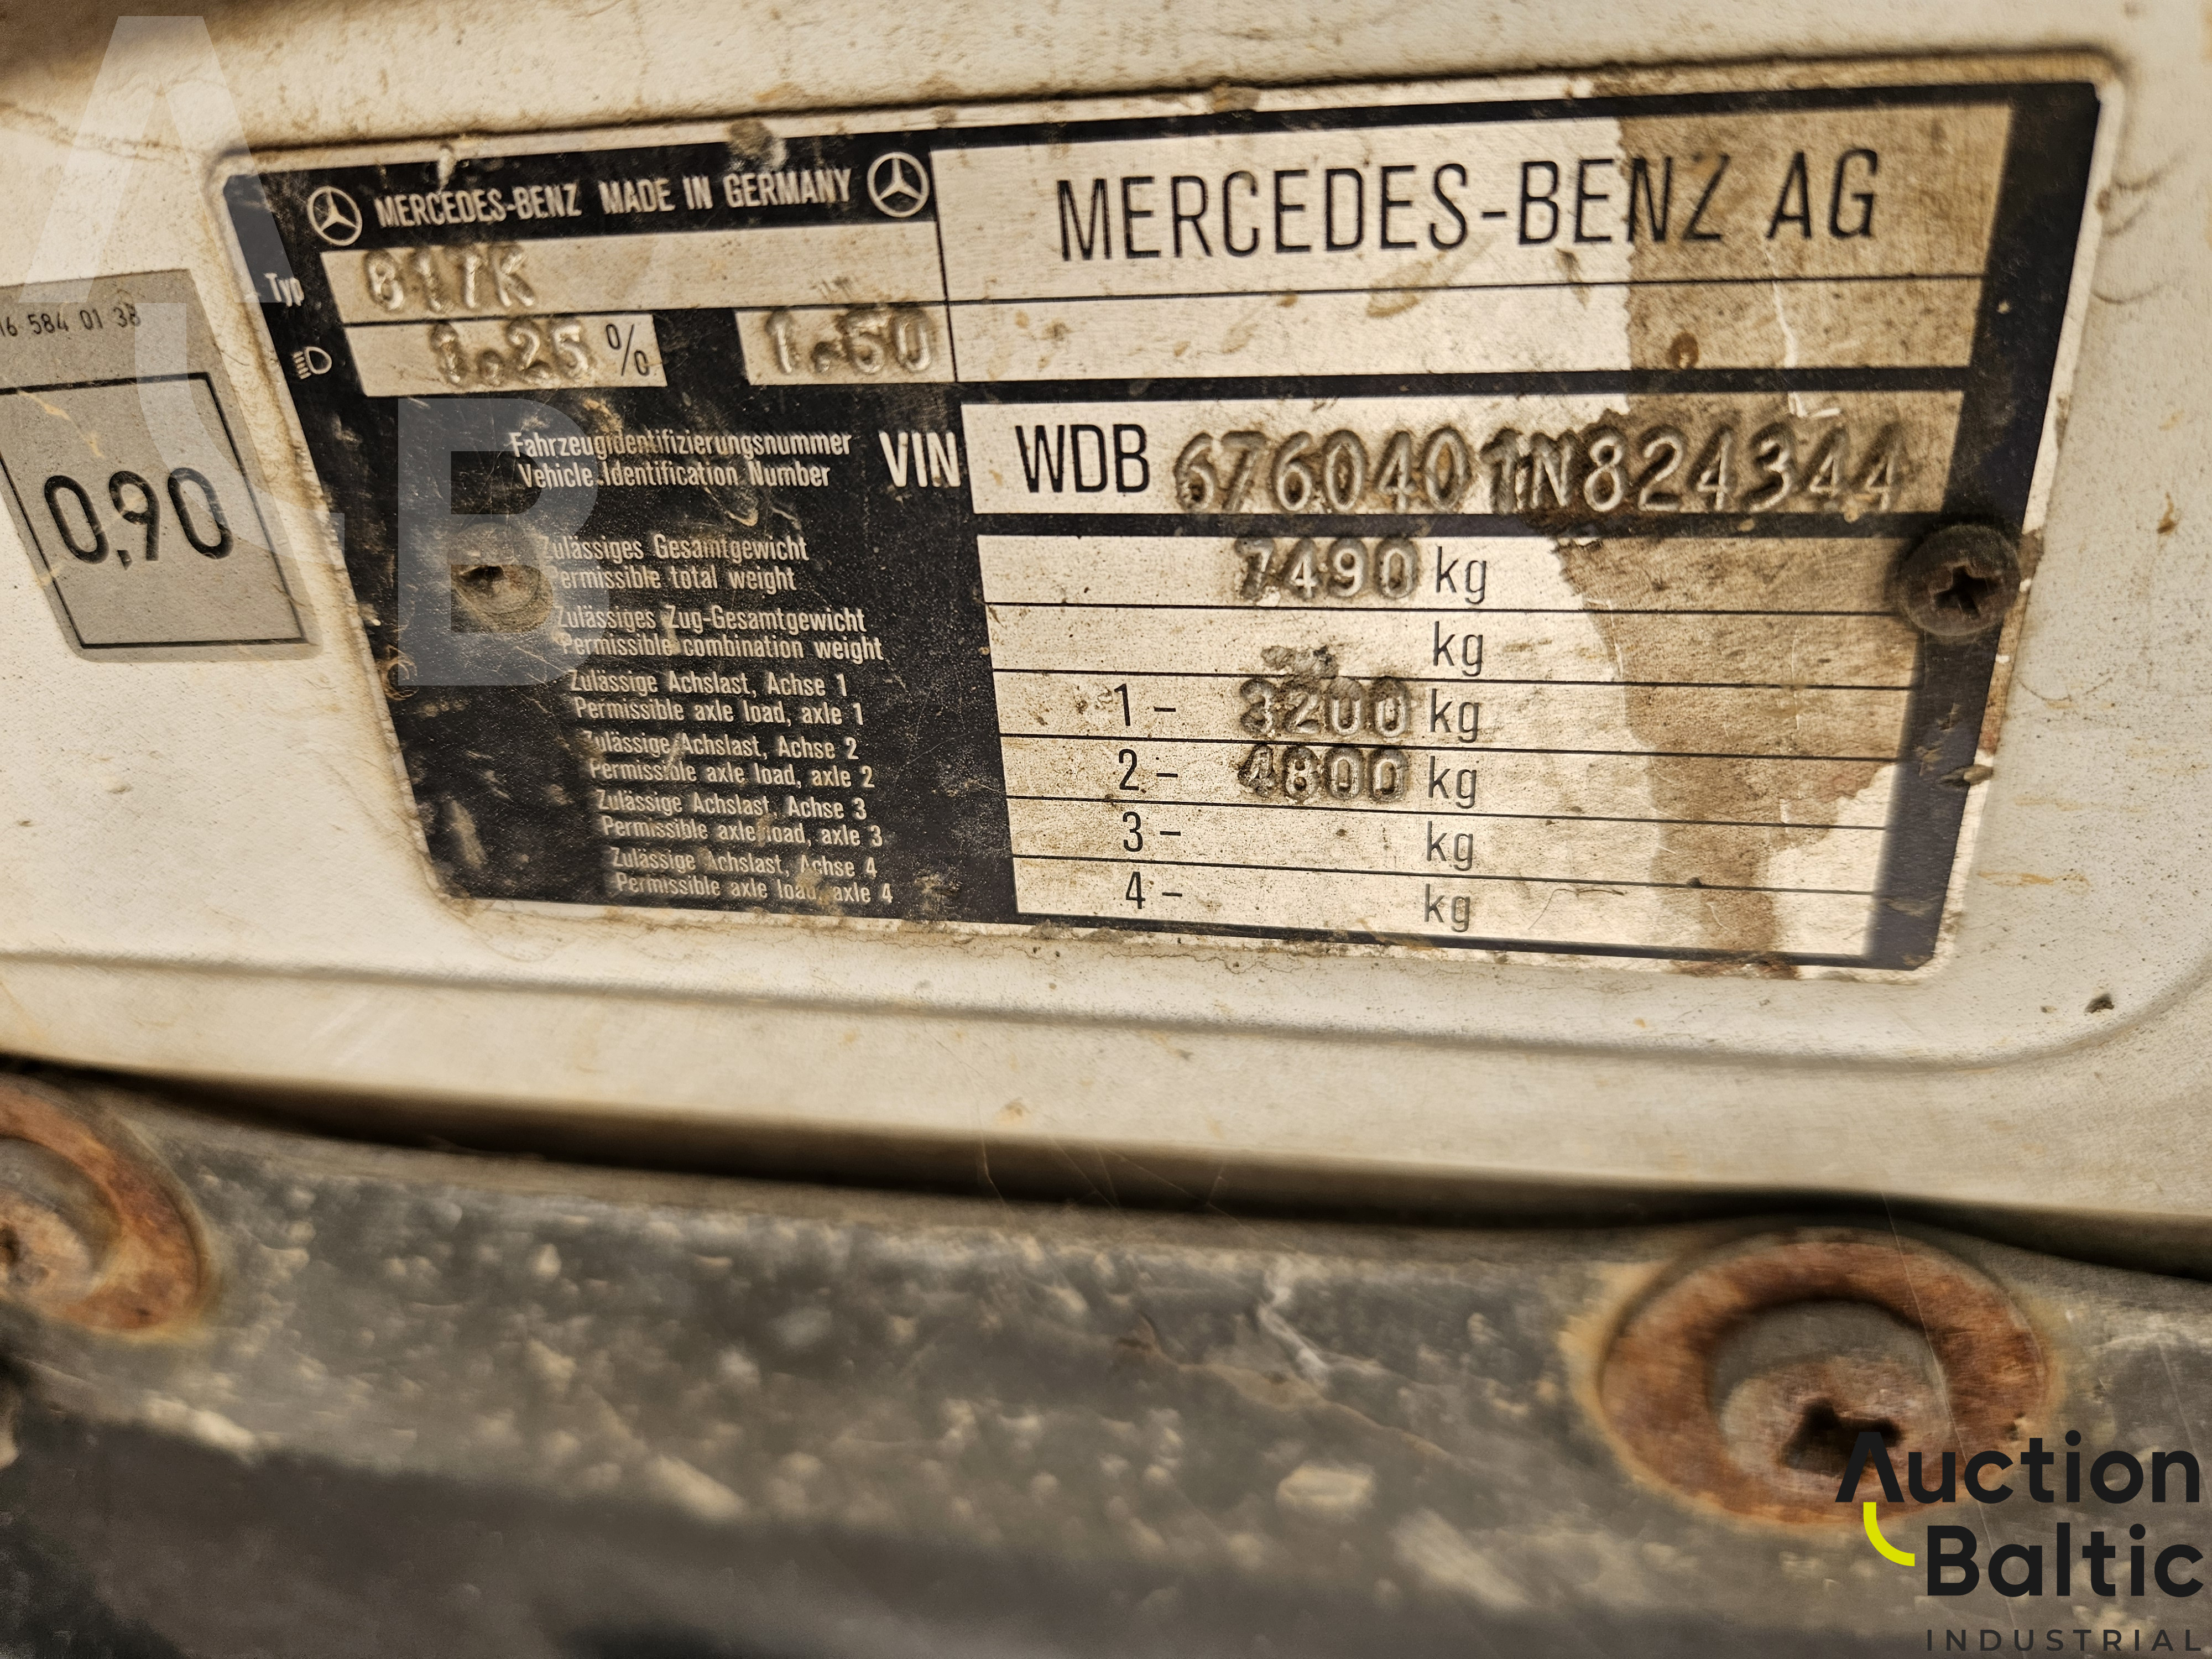 MERCEDES-BENZ MADE IN GERMANY
MERCEDES-BENZ AG
Typ 817K
1.25 % 1.50
16 584 01 38
0,90
Fahrzeugidentifizierungsnummer
Vehicle Identification Number
VIN WDB 6760401N824344
Zulässiges Gesamtgewicht
Permissible total weight
7490 kg
Zulässiges Zug-Gesamtgewicht
Permissible combination weight
kg
Zulässige Achslast, Achse 1
Permissible axle load, axle 1
1 - 3200 kg
Zulässige Achslast, Achse 2
Permissible axle load, axle 2
2 - 4800 kg
Zulässige Achslast, Achse 3
Permissible axle load, axle 3
3 - kg
Zulässige Achslast, Achse 4
Permissible axle load, axle 4
4 - kg
Auction
Baltic
INDUSTRIAL